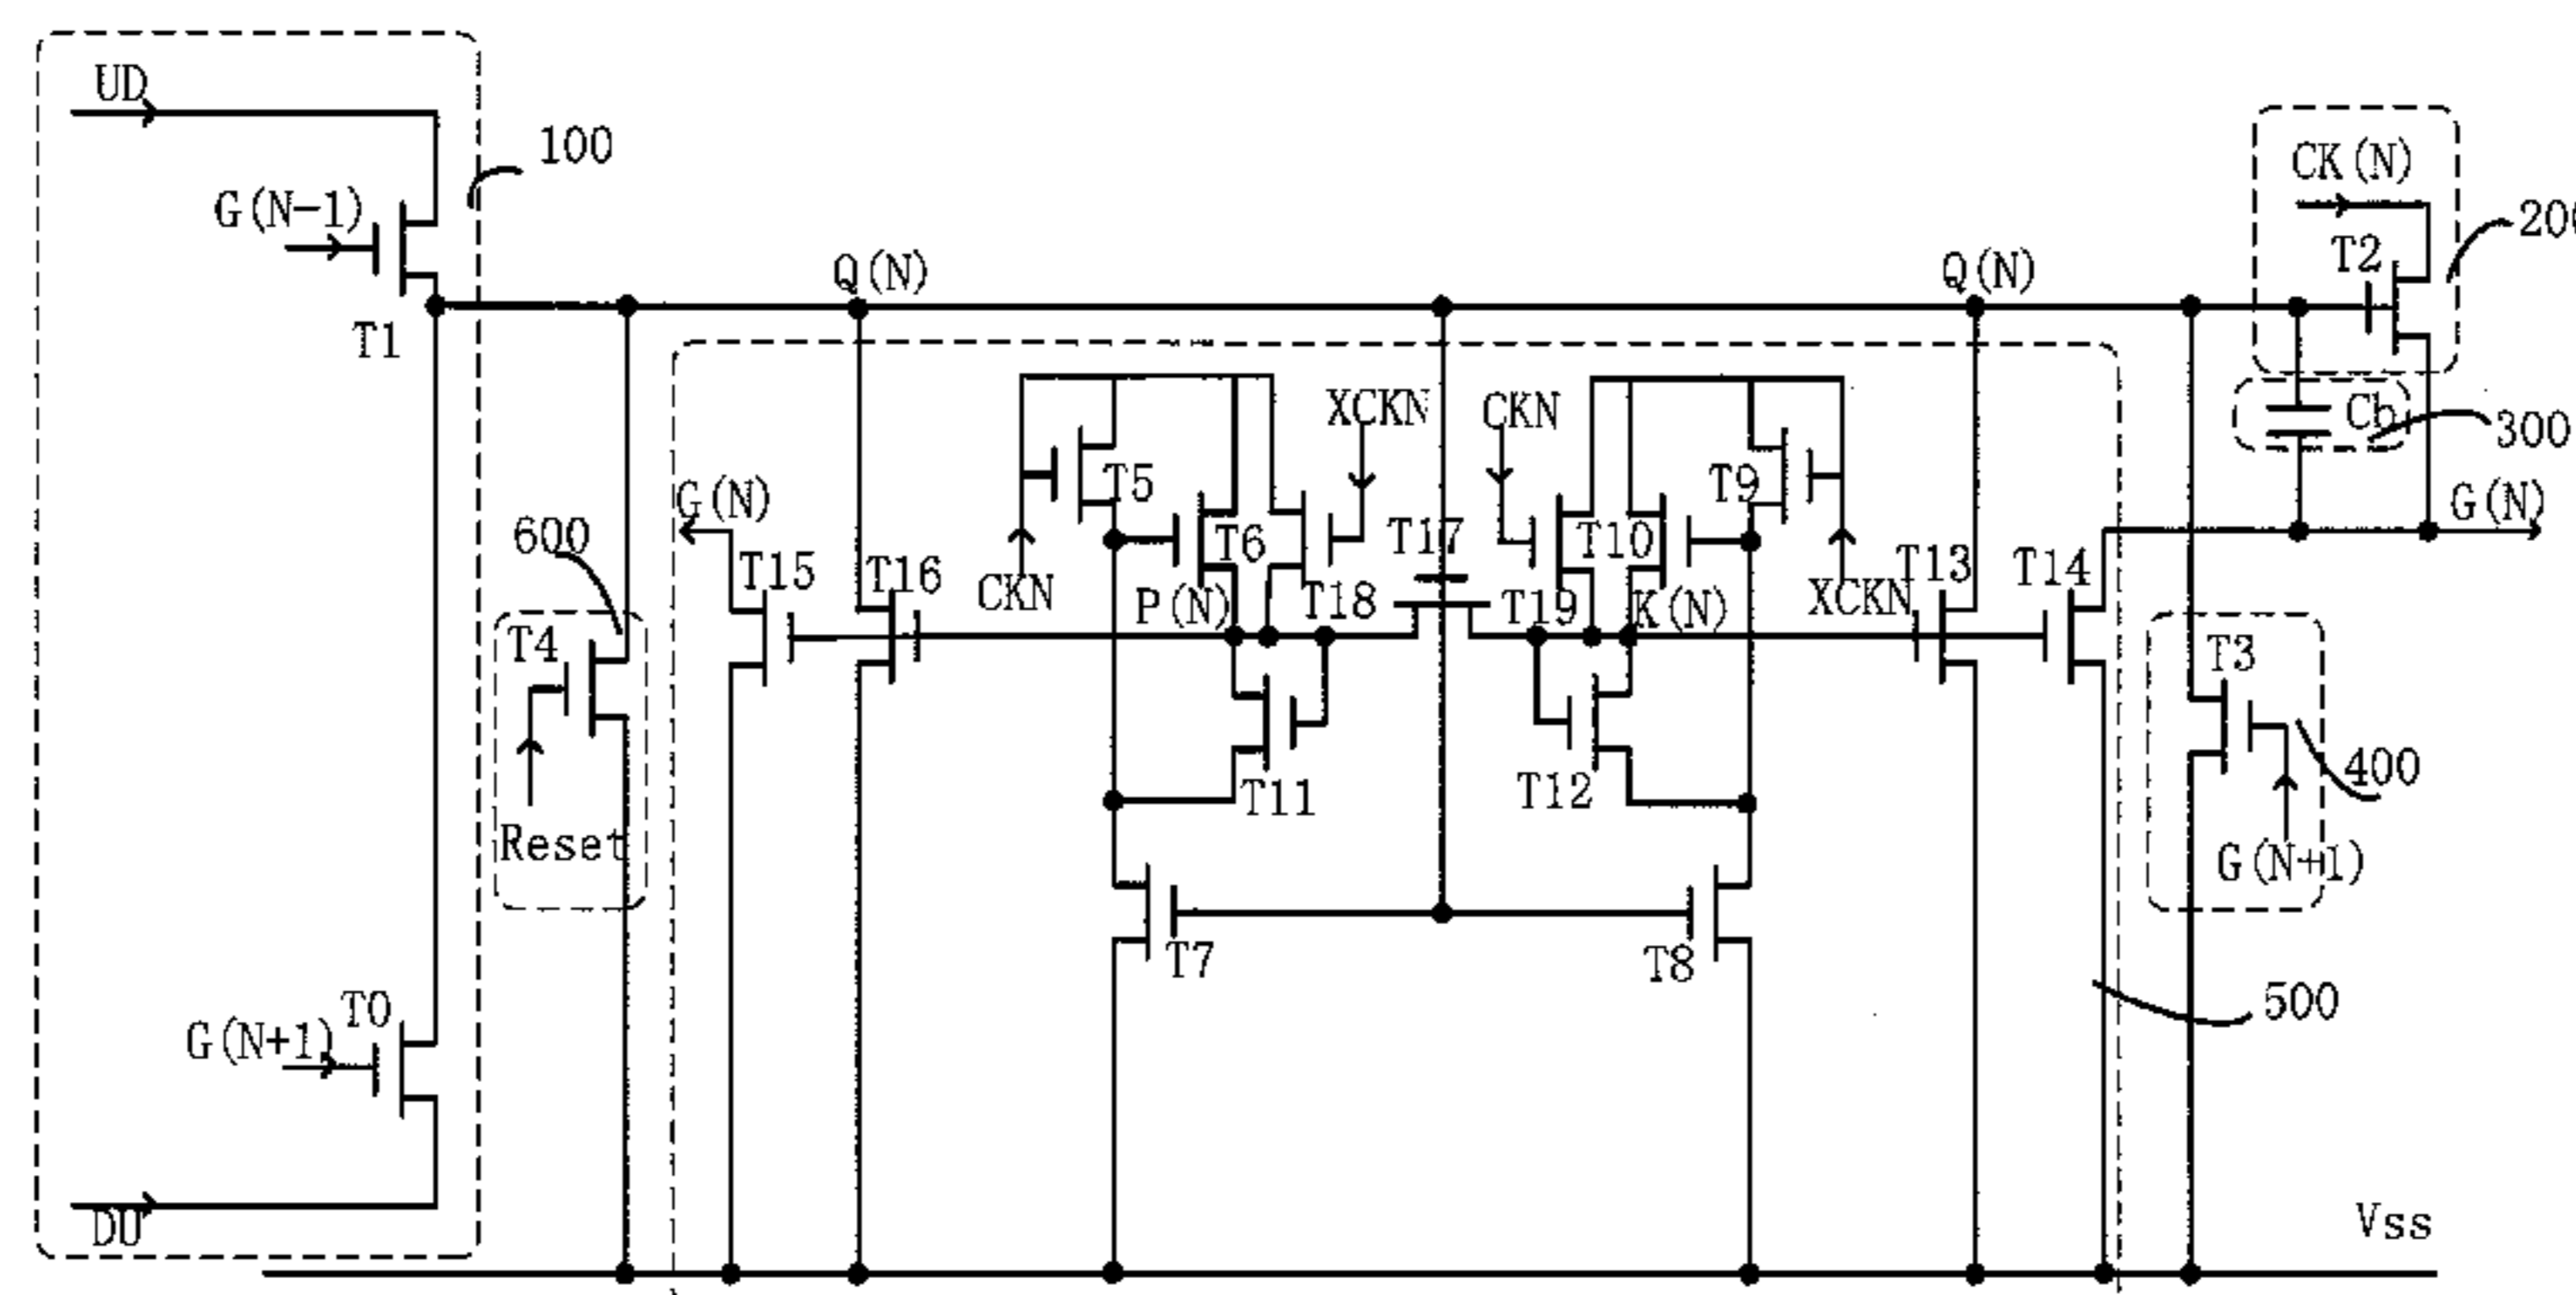 UD
100
CK(N)
G(N-1)
200
T2
Q(N)
Q(N)
T1
XCKN
CKN
Cb
300
T5
T9
G(N)
G(N)
600
T6
T17
T10
T15
T16
CKN
P(N)
T18
T19
K(N)
XCKN
T13
T14
T4
T3
T11
T12
400
Reset
G(N+1)
T7
T8
T0
500
G(N+1)
DU
Vss